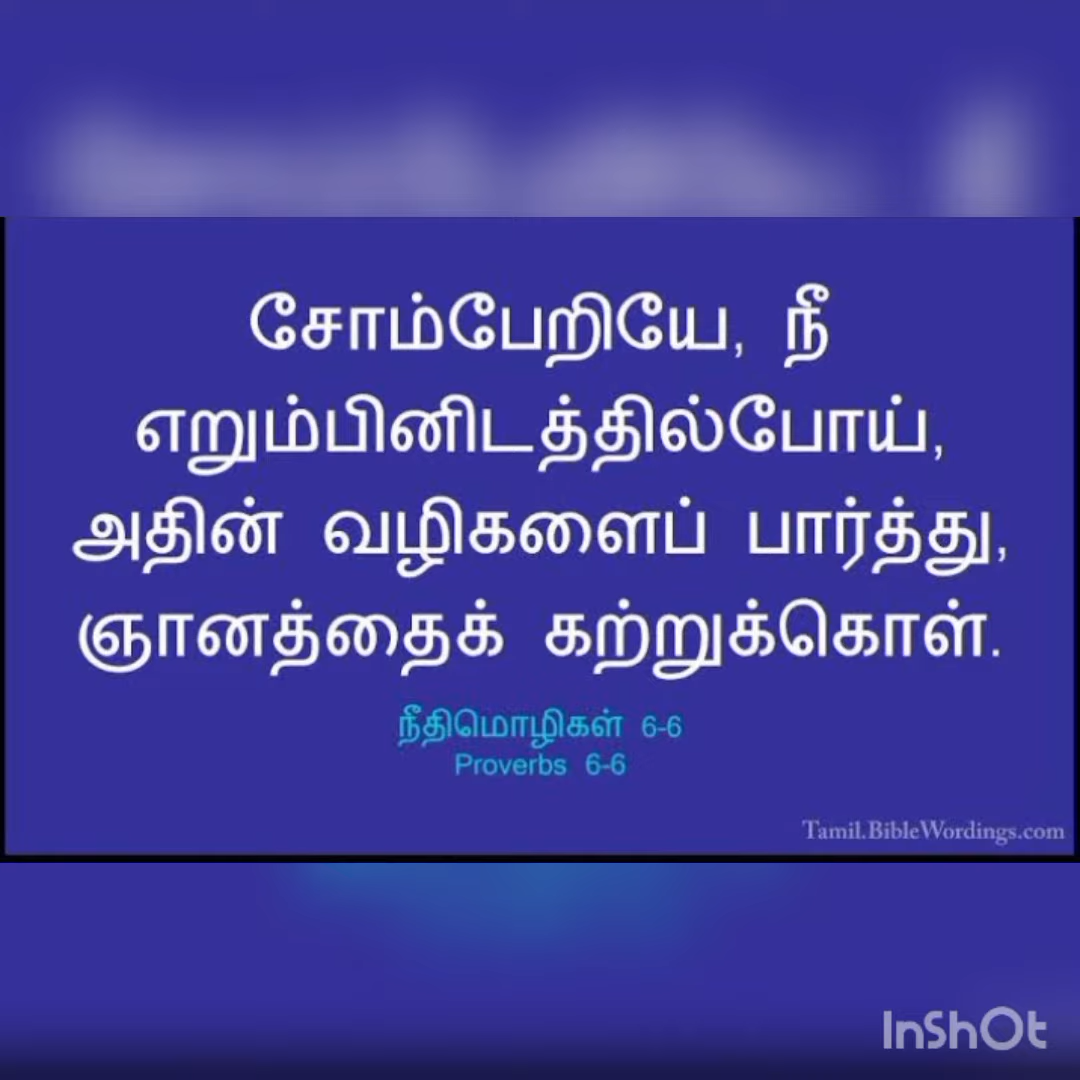 சோம்பேறியே, நீ
எறும்பினிடத்தில்போய்,
அதின் வழிகளைப் பார்த்து,
ஞானத்தைக் கற்றுக்கொள்.
நீதிமொழிகள் 6-6
Proverbs 6-6
Tamil.BibleWordings.com
InShOt